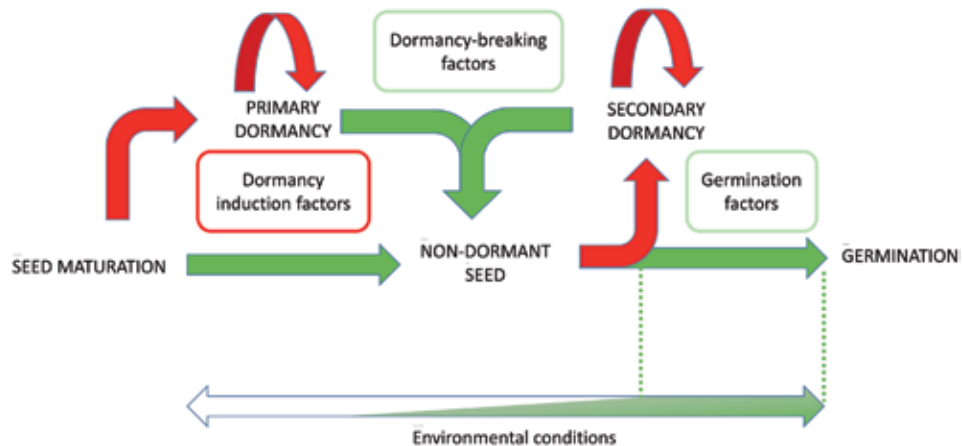 Dormancy-breaking
factors
PRIMARY
DORMANCY
SECONDARY
DORMANCY
Dormancy
induction factors
Germination
factors
SEED MATURATION
NON-DORMANT
SEED
GERMINATION
Environmental conditions